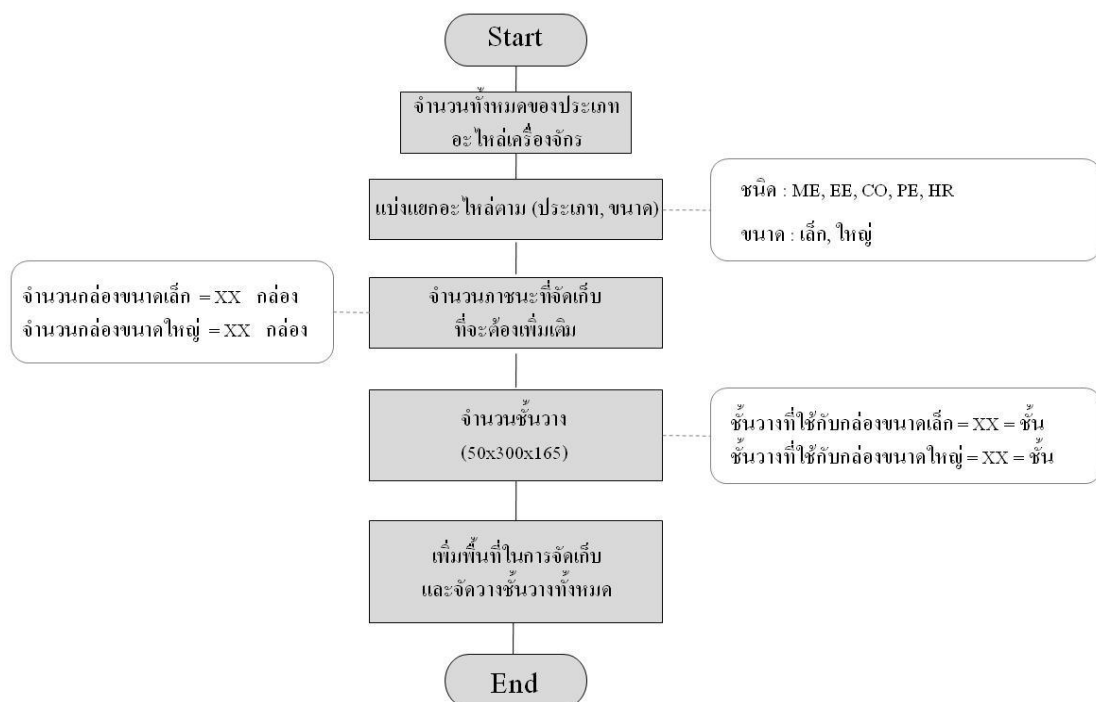 Start
จำนวนทั้งหมดของประเภท
อะไหล่เครื่องจักร
แบ่งแยกอะไหล่ตาม (ประเภท, ขนาด)
ชนิด : ME, EE, CO, PE, HR
ขนาด : เล็ก, ใหญ่
จำนวนกล่องขนาดเล็ก = XX กล่อง
จำนวนกล่องขนาดใหญ่ = XX กล่อง
จำนวนภาชนะที่จัดเก็บ
ที่จะต้องเพิ่มเติม
จำนวนชั้นวาง
(50x300x165)
ชั้นวางที่ใช้กับกล่องขนาดเล็ก = XX = ชั้น
ชั้นวางที่ใช้กับกล่องขนาดใหญ่ = XX = ชั้น
เพิ่มพื้นที่ในการจัดเก็บ
และจัดวางชั้นวางทั้งหมด
End